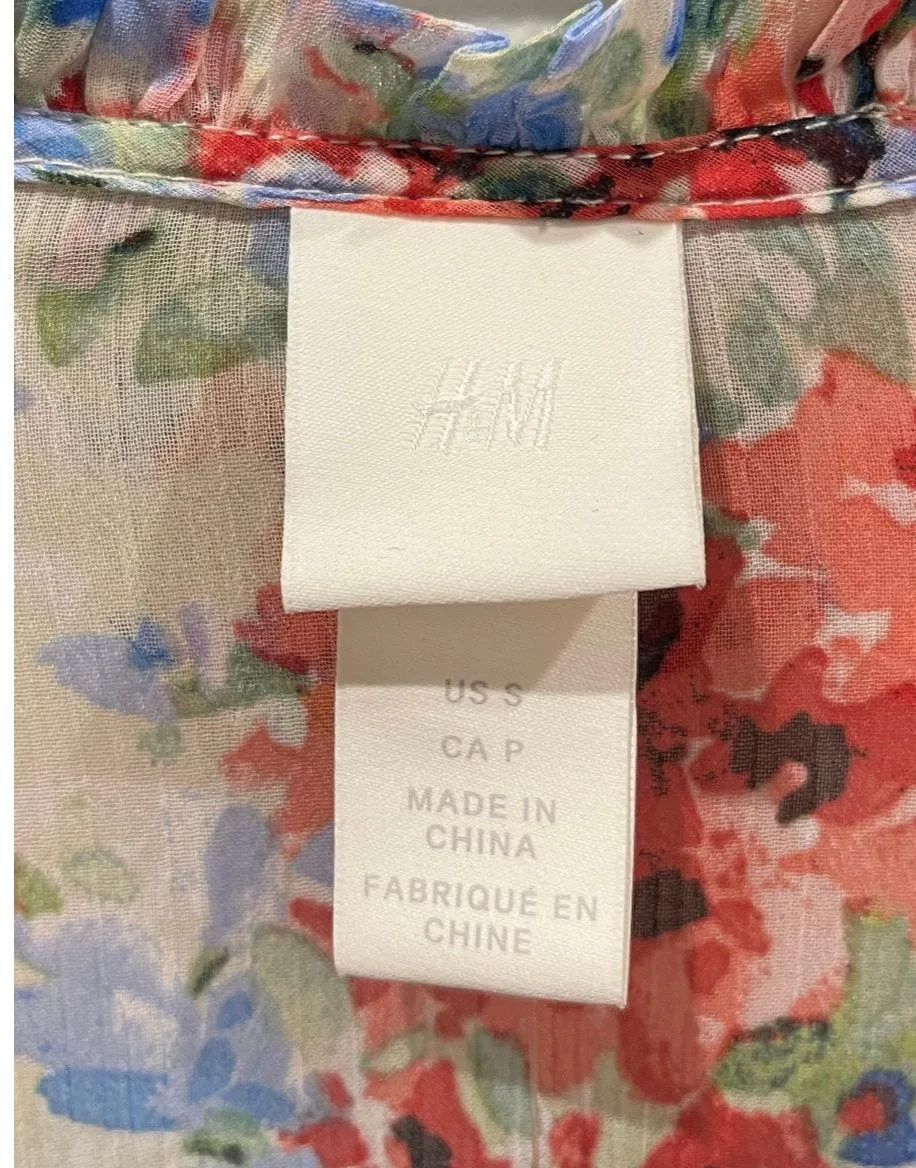 H&M
US S
CA P
MADE IN
CHINA
FABRIQUÉ EN
CHINE